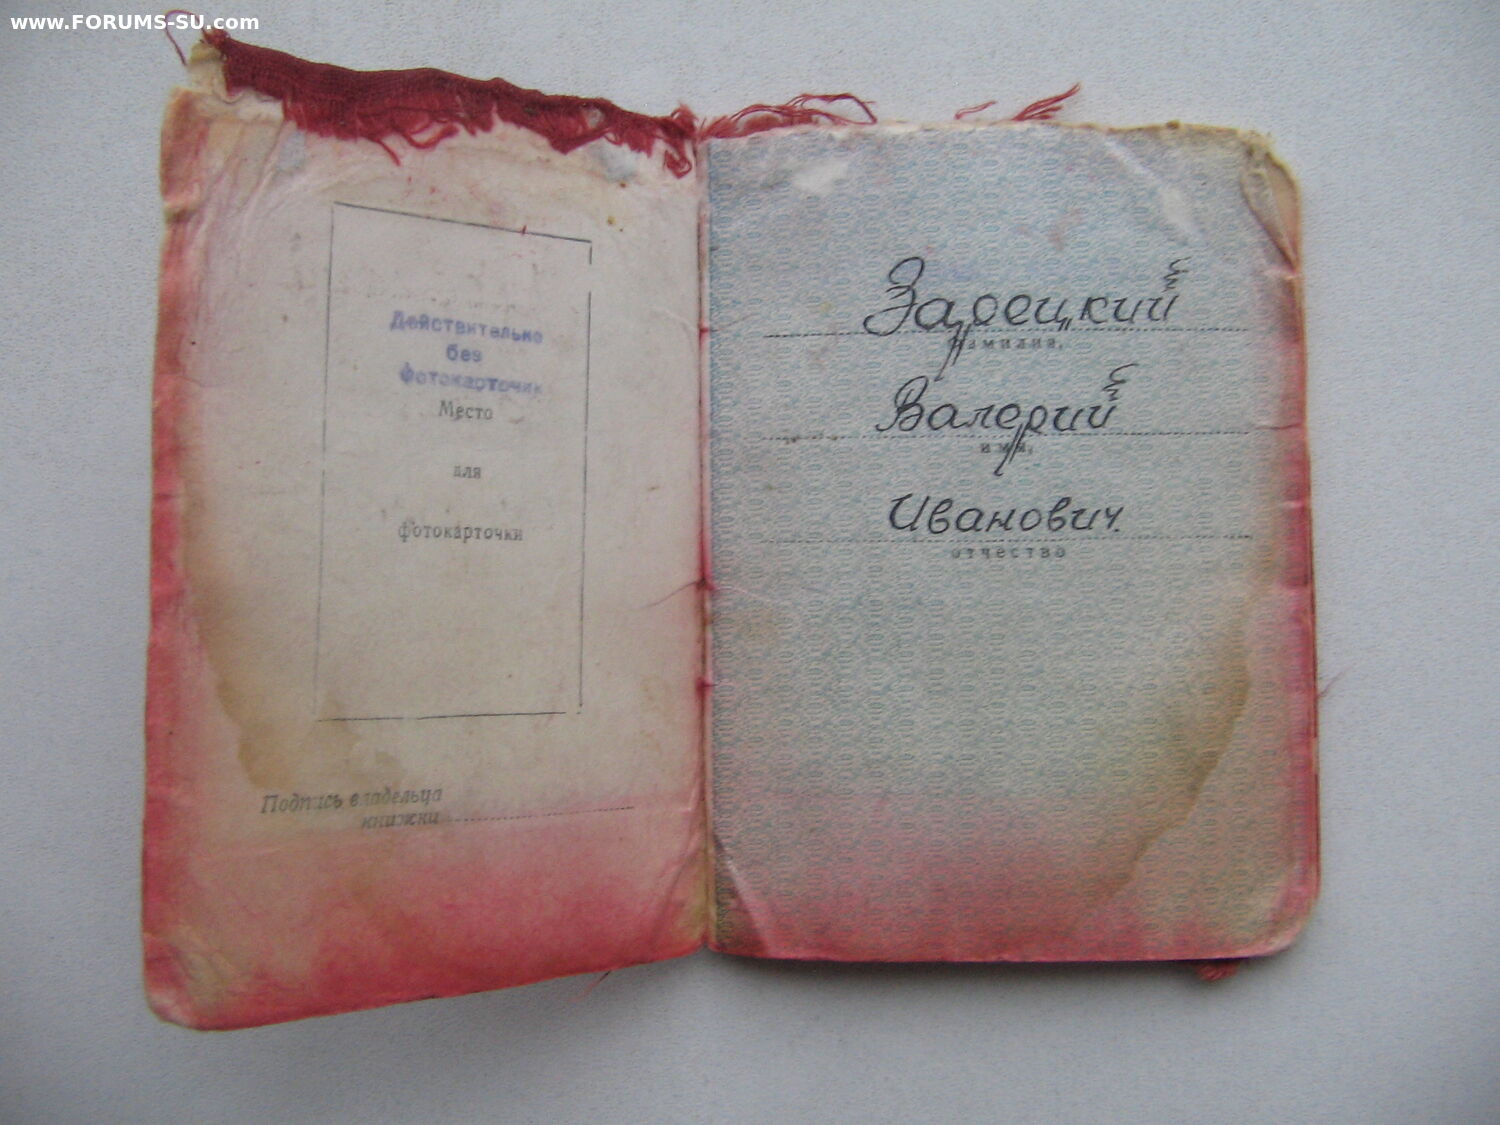 www.FORUMS-SU.com
Действительно
без
фотокарточки
Место
для
фотокарточки
Подпись владельца
книжки
Зарецкий
фамилия,
Валерий
имя,
Иванович.
отчество